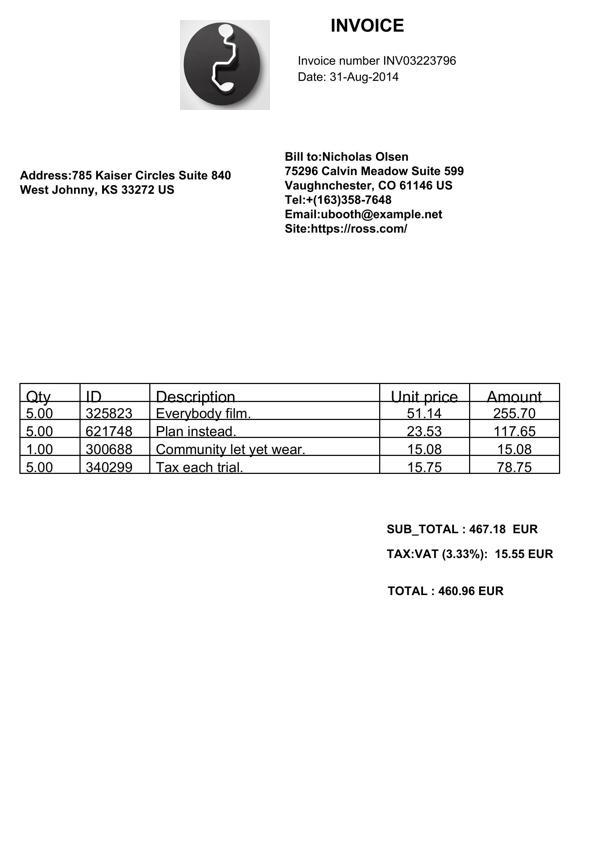 INVOICE
Invoice number INV03223796
Date: 31-Aug-2014
Address:785 Kaiser Circles Suite 840
West Johnny, KS 33272 US
Bill to:Nicholas Olsen
75296 Calvin Meadow Suite 599
Vaughnchester, CO 61146 US
Tel:+(163)358-7648
Email:ubooth@example.net
Site:https://ross.com/
Qty ID Description Unit price Amount
5.00 325823 Everybody film. 51.14 255.70
5.00 621748 Plan instead. 23.53 117.65
1.00 300688 Community let yet wear. 15.08 15.08
5.00 340299 Tax each trial. 15.75 78.75
SUB_TOTAL : 467.18 EUR
TAX:VAT (3.33%): 15.55 EUR
TOTAL : 460.96 EUR